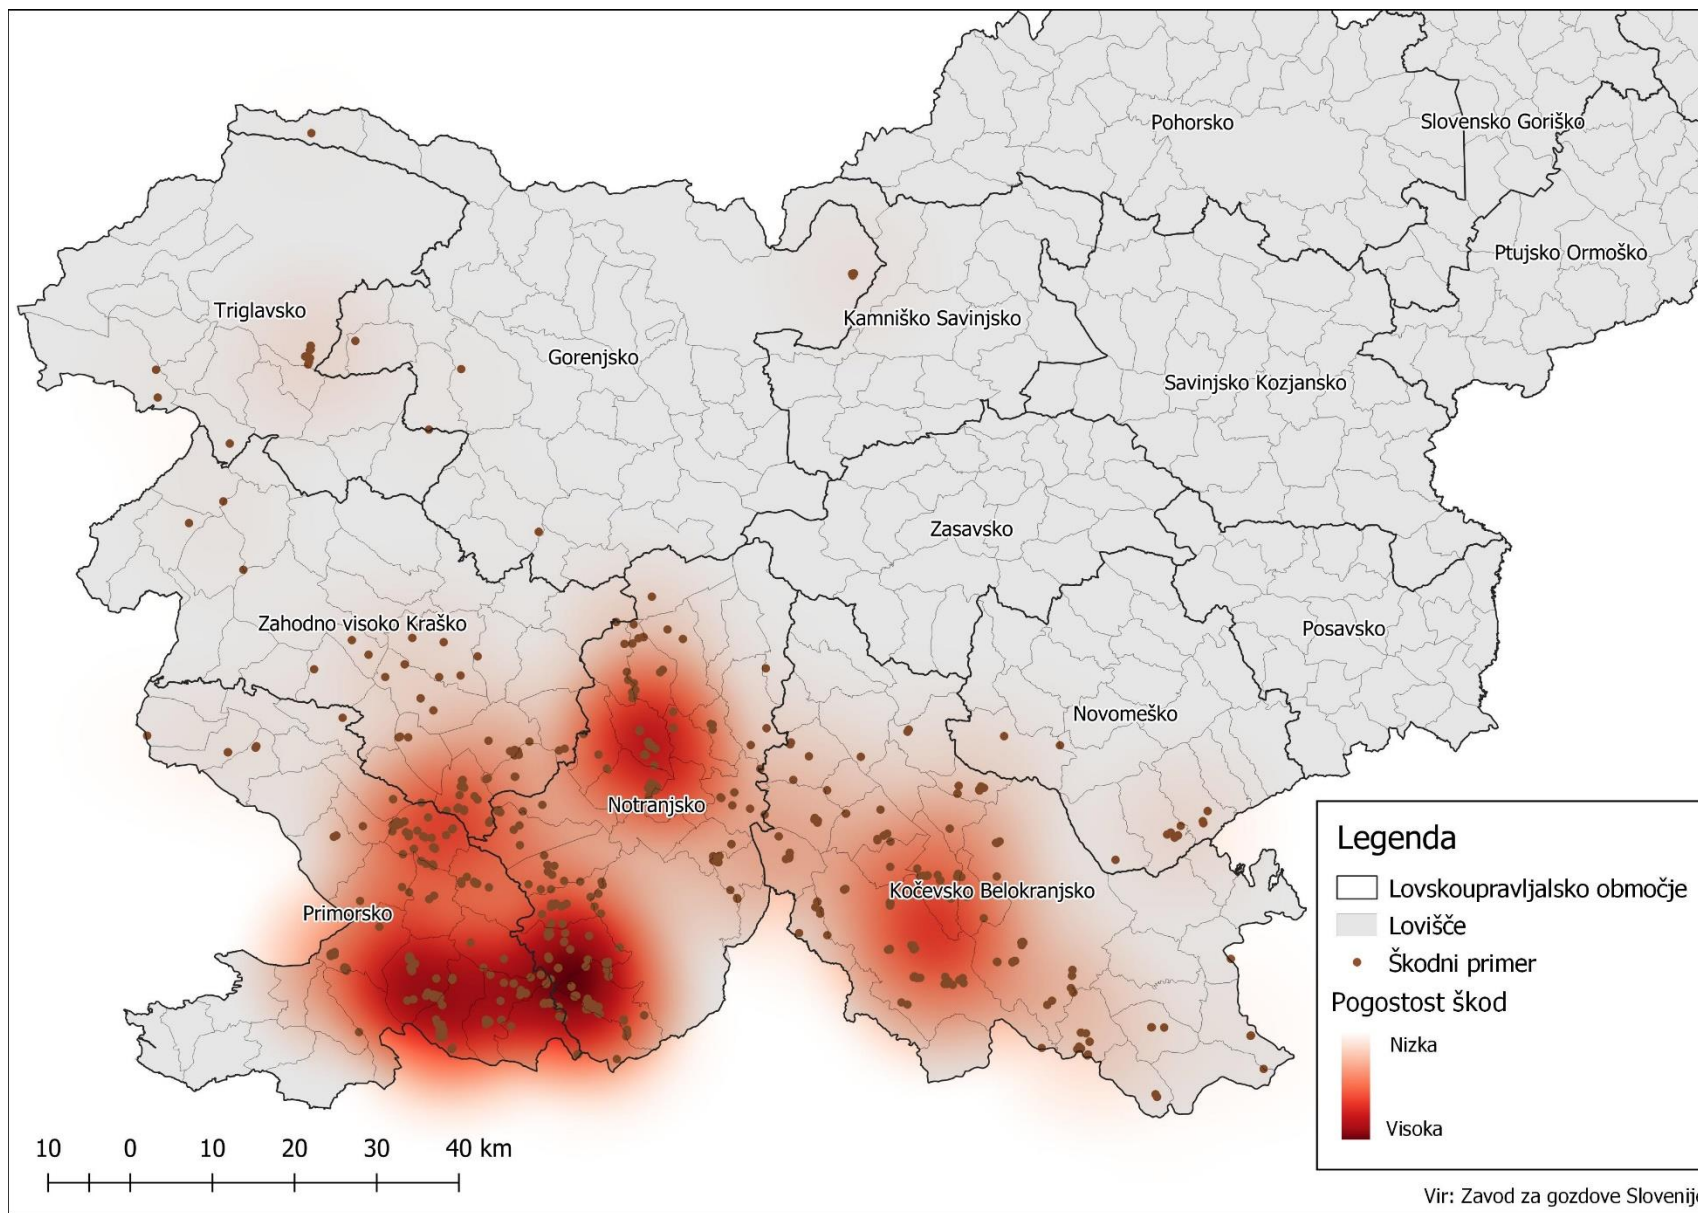 Pohorsko
Slovensko Goriško
Ptujsko Ormoško
Triglavsko
Kamniško Savinjsko
Gorenjsko
Savinjsko Kozjansko
Zasavsko
Zahodno visoko Kraško
Posavsko
Novomeško
Notranjsko
Kočevsko Belokranjsko
Primorsko
Legenda
Lovskoupravljalsko območje
Lovišče
Škodni primer
Pogostost škod
Nizka
Visoka
10 0 10 20 30 40 km
Vir: Zavod za gozdove Slovenije